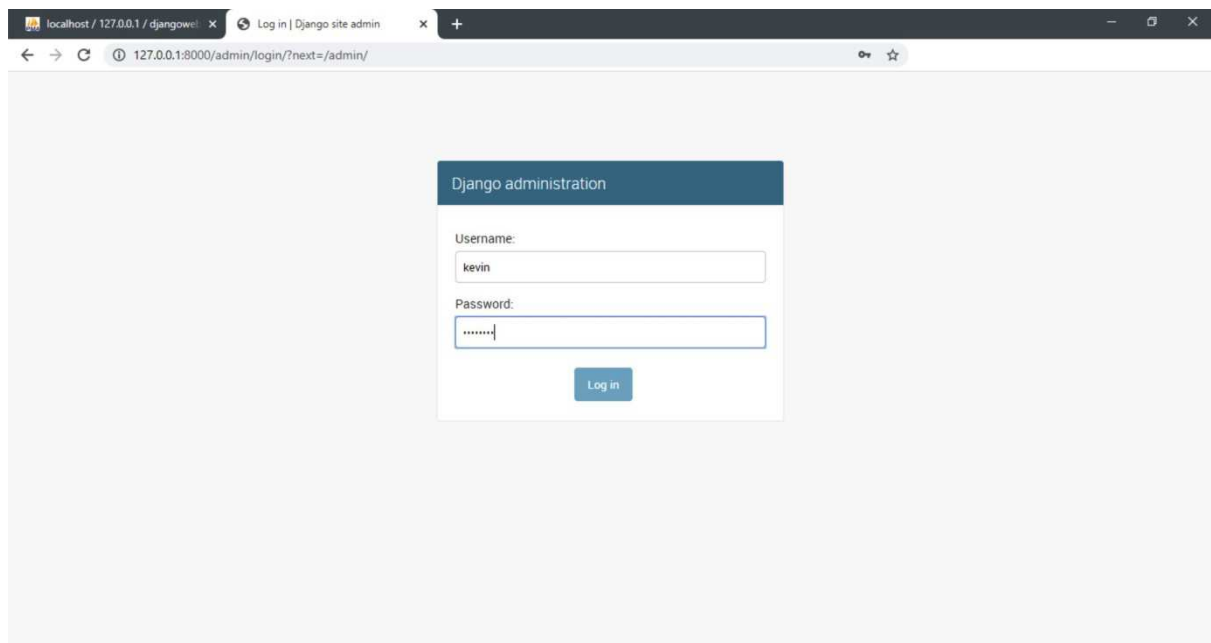 localhost / 127.0.0.1 / djangowel
Log in | Django site admin
127.0.0.1:8000/admin/login/?next=/admin/
Django administration
Username:
kevin
Password:
••••••••
Log in